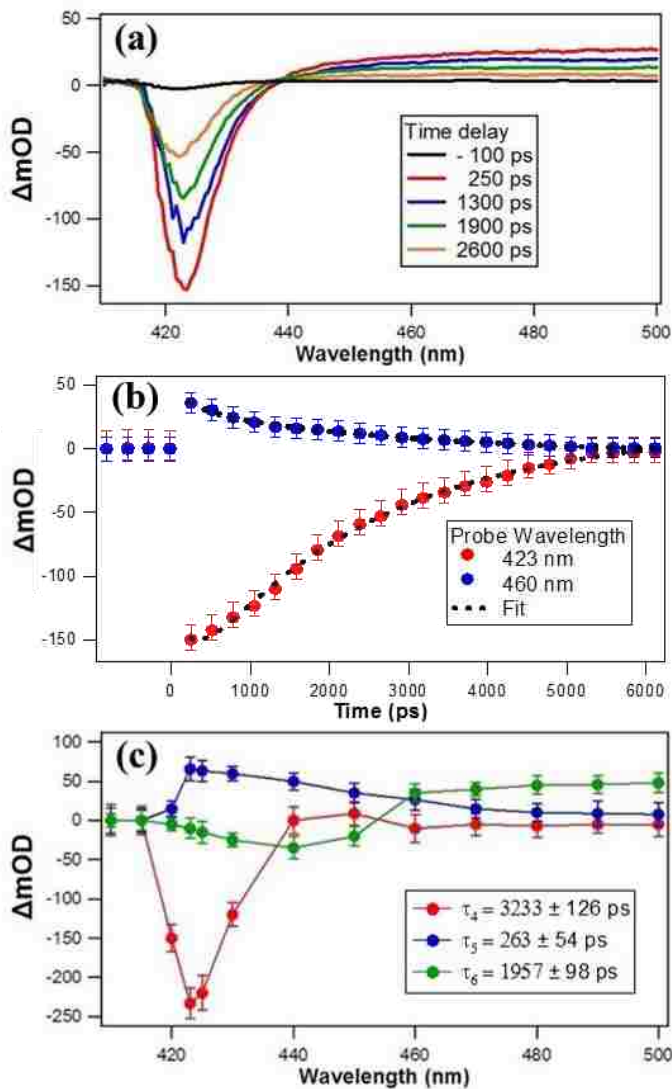 (a)
50
0
-50
-100
-150
ΔmOD
Time delay
- 100 ps
250 ps
1300 ps
1900 ps
2600 ps
420 440 460 480 500
Wavelength (nm)
(b)
50
0
-50
-100
-150
ΔmOD
Probe Wavelength
423 nm
460 nm
Fit
0 1000 2000 3000 4000 5000 6000
Time (ps)
(c)
100
50
0
-50
-100
-150
-200
-250
ΔmOD
τ4 = 3233 ± 126 ps
τ5 = 263 ± 54 ps
τ6 = 1957 ± 98 ps
420 440 460 480 500
Wavelength (nm)